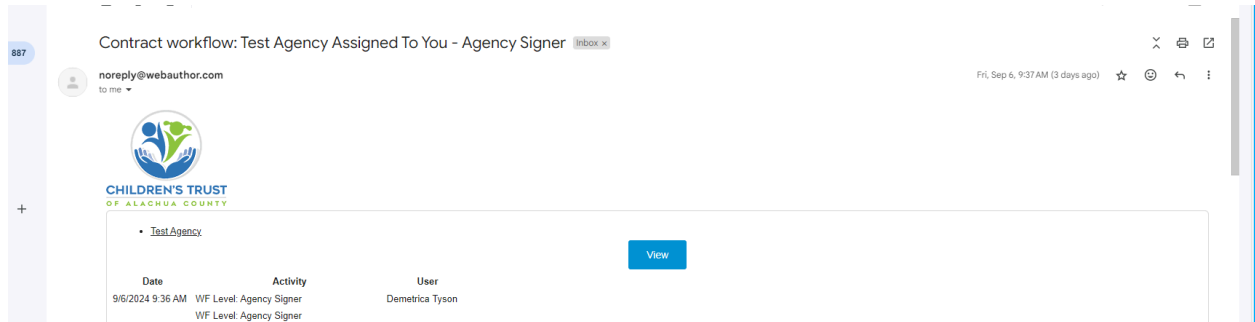 Contract workflow: Test Agency Assigned To You - Agency Signer Inbox x
887
noreply@webauthor.com
Fri, Sep 6, 9:37 AM (3 days ago)
to me
CHILDREN'S TRUST
OF ALACHUA COUNTY
• Test Agency
View
Date Activity User
9/6/2024 9:36 AM WF Level: Agency Signer Demetrica Tyson
WF Level: Agency Signer